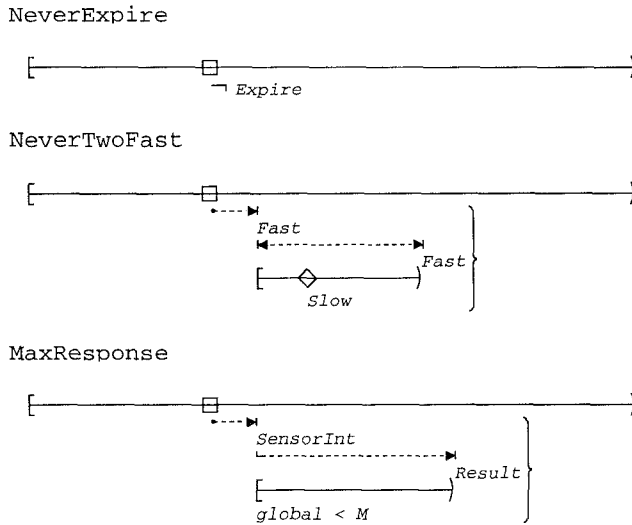 NeverExpire
¬ Expire
NeverTwoFast
Fast
Fast
Slow
MaxResponse
SensorInt
Result
global < M